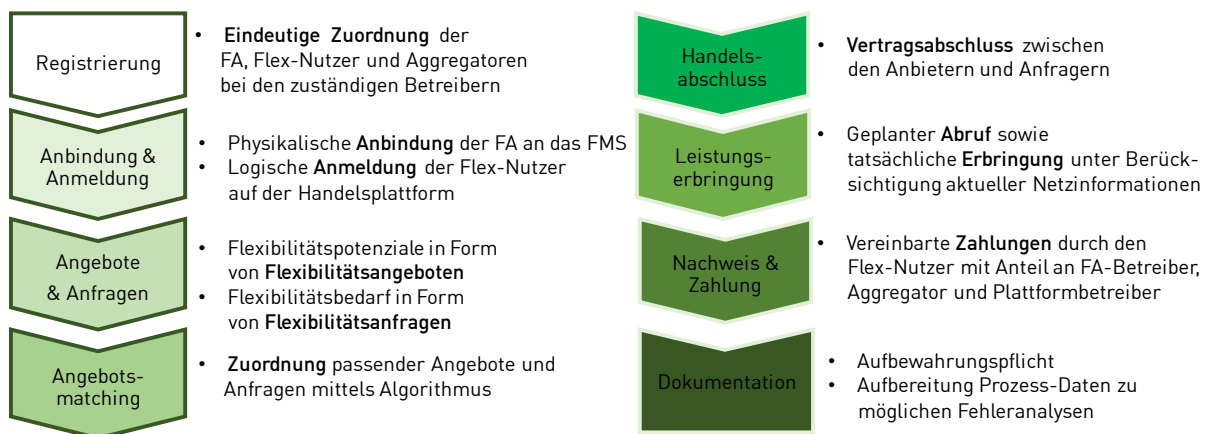 Registrierung
• Eindeutige Zuordnung der
FA, Flex-Nutzer und Aggregatoren
bei den zuständigen Betreibern
Anbindung &
Anmeldung
• Physikalische Anbindung der FA an das FMS
• Logische Anmeldung der Flex-Nutzer
auf der Handelsplattform
Angebote
& Anfragen
• Flexibilitätspotenziale in Form
von Flexibilitätsangeboten
• Flexibilitätsbedarf in Form
von Flexibilitätsanfragen
Angebots-
matching
• Zuordnung passender Angebote und
Anfragen mittels Algorithmus
Handels-
abschluss
• Vertragsabschluss zwischen
den Anbietern und Anfragern
Leistungs-
erbringung
• Geplanter Abruf sowie
tatsächliche Erbringung unter Berück-
sichtigung aktueller Netzinformationen
Nachweis &
Zahlung
• Vereinbarte Zahlungen durch den
Flex-Nutzer mit Anteil an FA-Betreiber,
Aggregator und Plattformbetreiber
Dokumentation
• Aufbewahrungspflicht
• Aufbereitung Prozess-Daten zu
möglichen Fehleranalysen